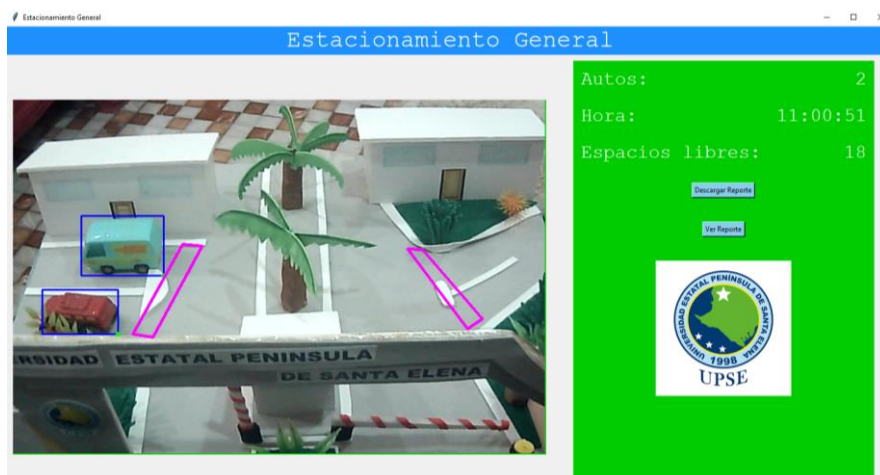 Estacionamiento General
Estacionamiento General
Autos: 2
Hora: 11:00:51
Espacios libres: 18
Descargar Reporte
Ver Reporte
UNIVERSIDAD ESTATAL PENÍNSULA DE SANTA ELENA
1998
UPSE
ERSIDAD ESTATAL PENINSULA
DE SANTA ELENA